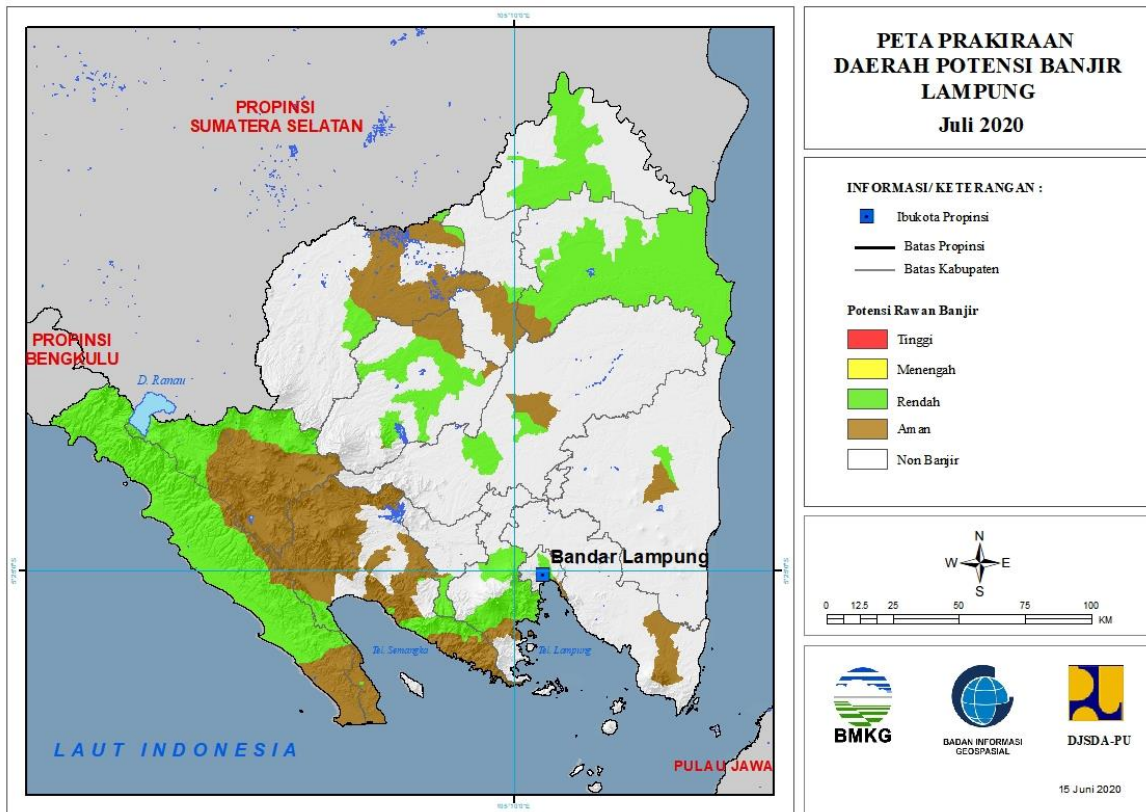 PROPINSI
SUMATERA SELATAN
PROPINSI
BENGKULU
D. Ranau
Bandar Lampung
Tel. Semangka
Tel. Lampung
LAUT INDONESIA
PULAU JAWA
PETA PRAKIRAAN
DAERAH POTENSI BANJIR
LAMPUNG
Juli 2020
INFORMASI/ KETERANGAN :
Ibukota Propinsi
Batas Propinsi
Batas Kabupaten
Potensi Rawan Banjir
Tinggi
Menengah
Rendah
Aman
Non Banjir
N
W E
S
0 12.5 25 50 75 100
KM
BMKG
BADAN INFORMASI
GEOSPASIAL
DJSDA-PU
15 Juni 2020